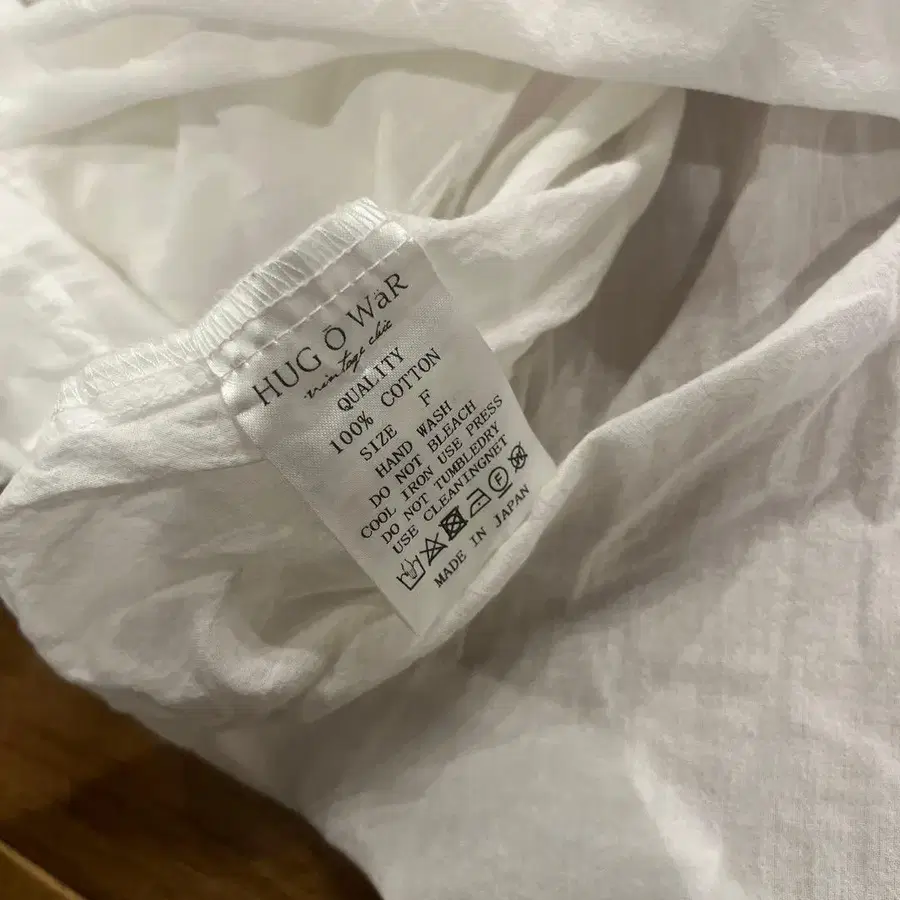 HUG Ō WäR
vintage chic
QUALITY
100% COTTON
SIZE F
HAND WASH
DO NOT BLEACH
COOL IRON USE PRESS
DO NOT TUMBLEDRY
USE CLEANINGNET
F
MADE IN JAPAN